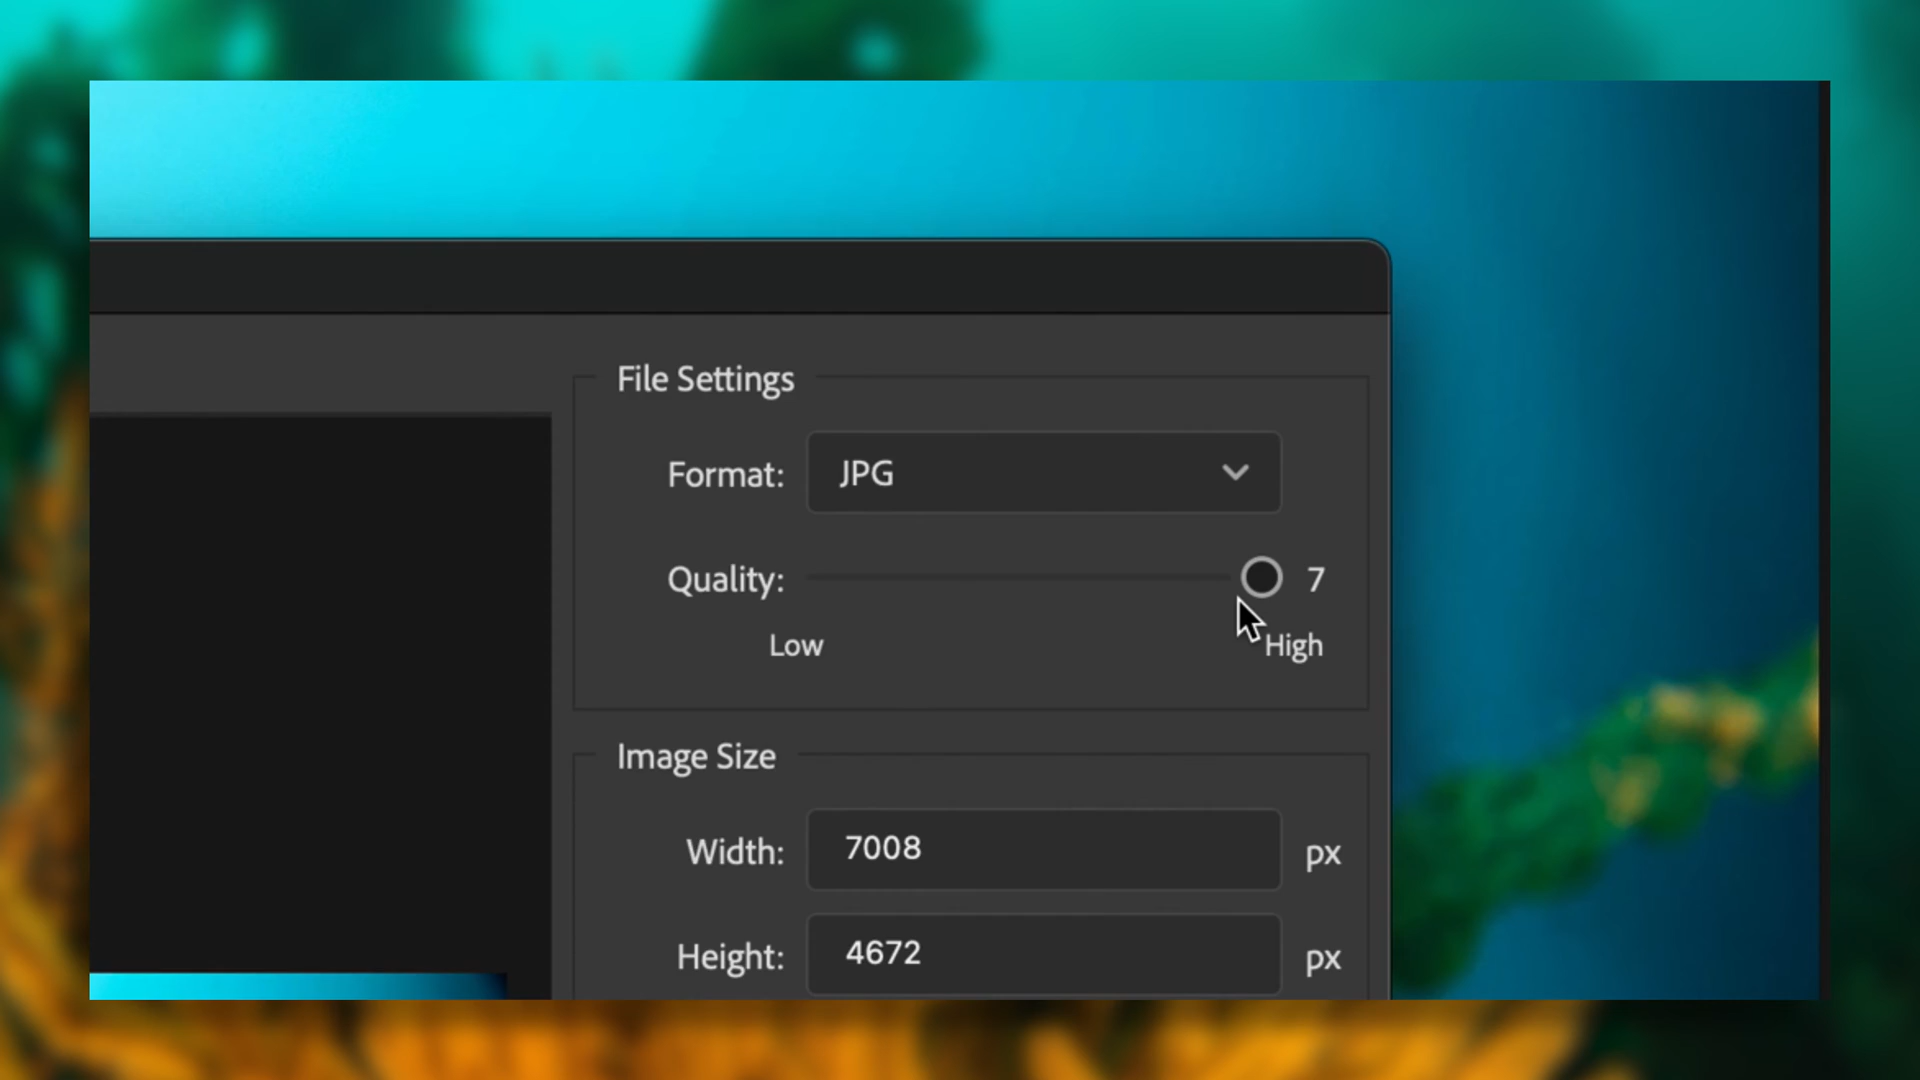 File Settings
Format: JPG
Quality: 7
Low High
Image Size
Width: 7008 px
Height: 4672 px